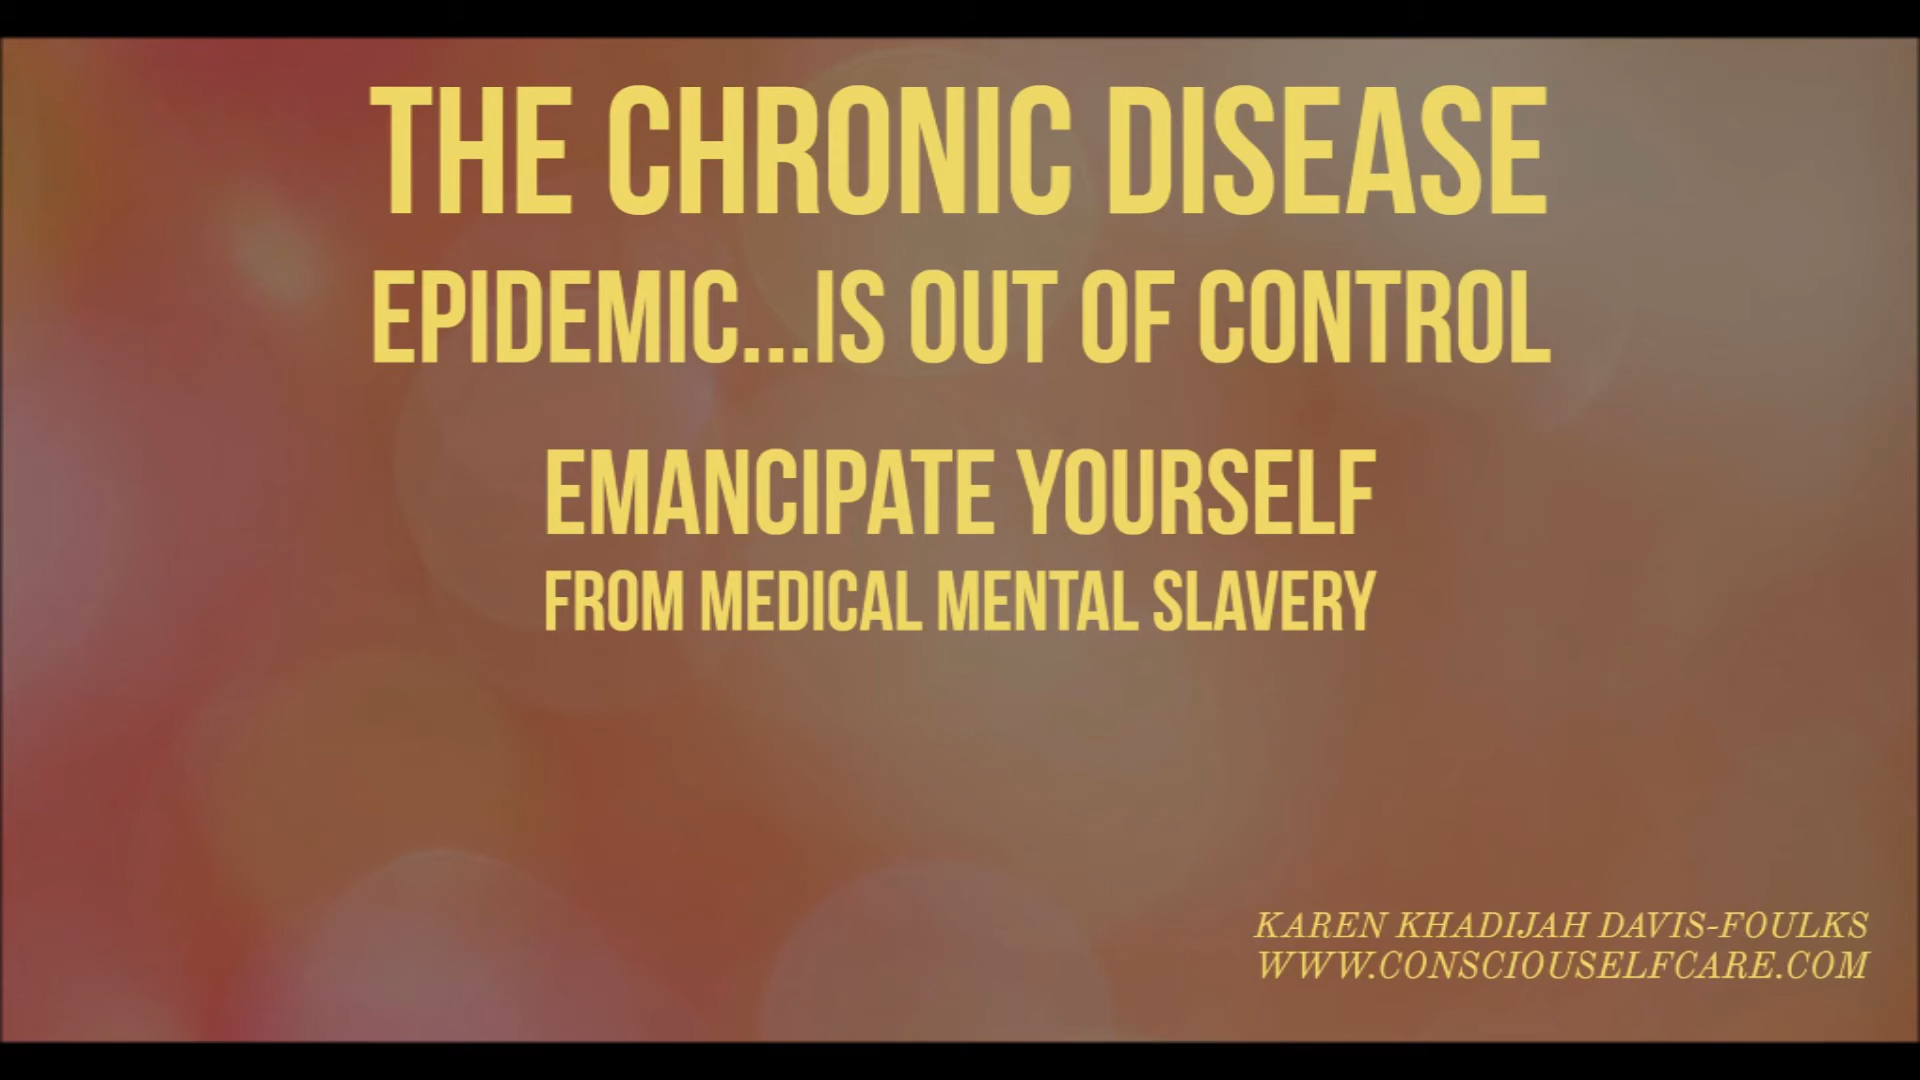 THE CHRONIC DISEASE
EPIDEMIC...IS OUT OF CONTROL
EMANCIPATE YOURSELF
FROM MEDICAL MENTAL SLAVERY
KAREN KHADIJAH DAVIS-FOULKS
WWW.CONSCIOUSELFCARE.COM